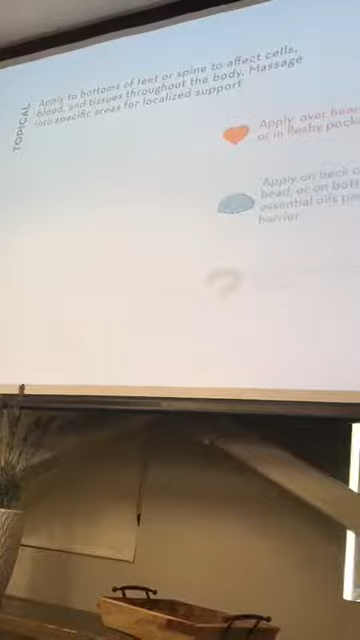 TOPICAL
Apply to bottoms of feet or spine to affect cells,
blood, and tissues throughout the body. Massage
into specific areas for localized support
Apply over hear
or in fleshy pock
Apply on neck o
head, or on bott
essential oils pa
barrier